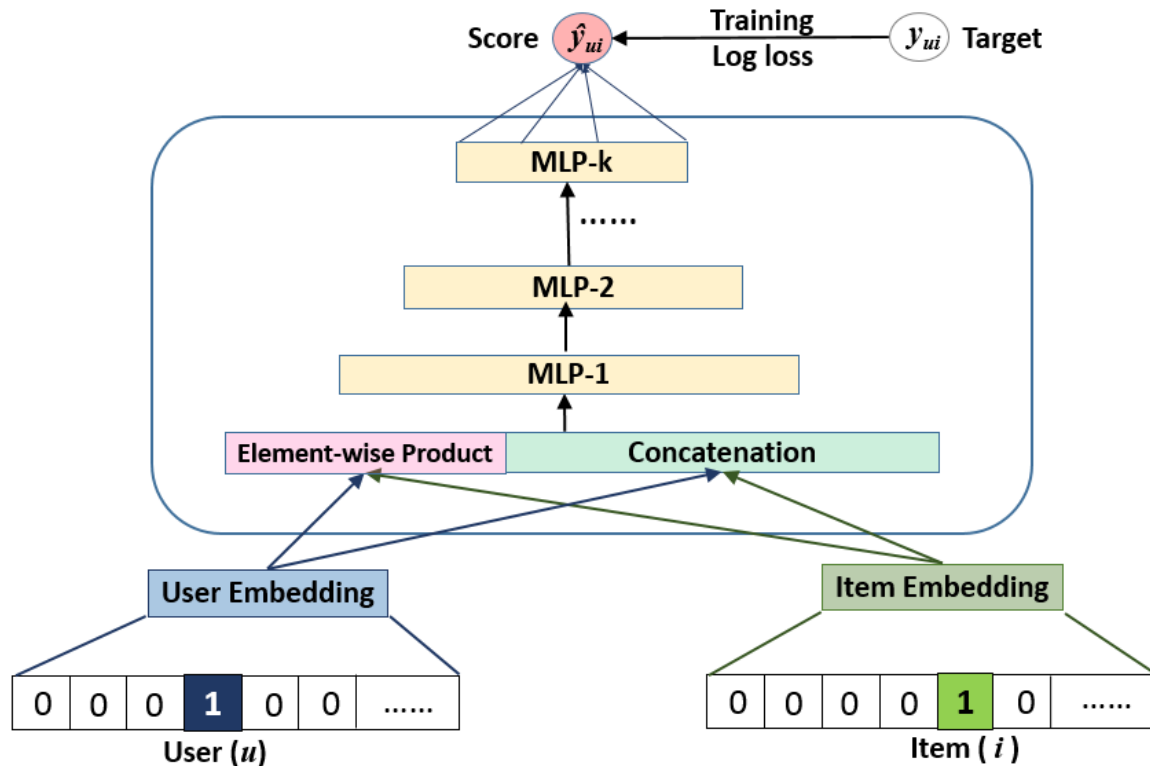 Score ŷui Training yui Target
Log loss
MLP-k
......
MLP-2
MLP-1
Element-wise Product Concatenation
User Embedding Item Embedding
0 0 0 1 0 0 ...... 0 0 0 0 1 0 ......
User (u) Item ( i )